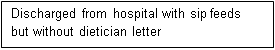 Discharged from hospital with sip feeds
but without dietician letter